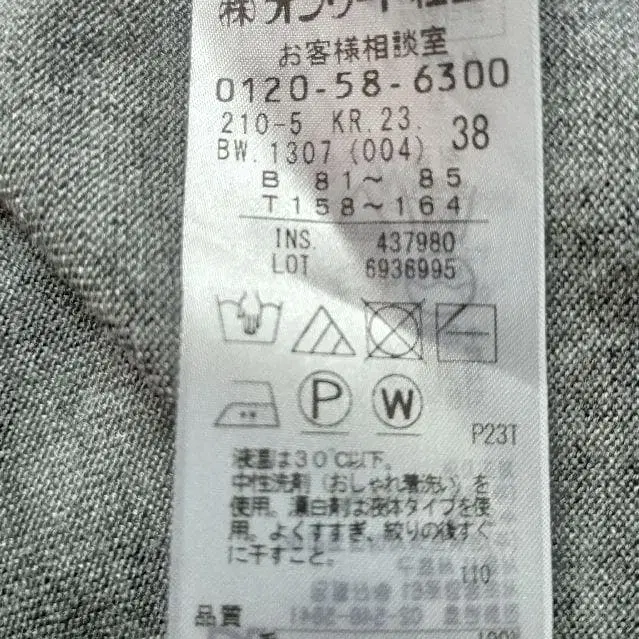 お客様相談室
0120-58-6300
210-5 KR.23. 38
BW.1307 (004)
B 81〜 85
T158〜164
INS. 437980
LOT 6936995
P W
P23T
液温は30℃以下。
中性洗剤（おしゃれ着洗い）を
使用。漂白剤は液体タイプを使
用。よくすすぎ、絞りの後すぐ
に干すこと。
110
品質